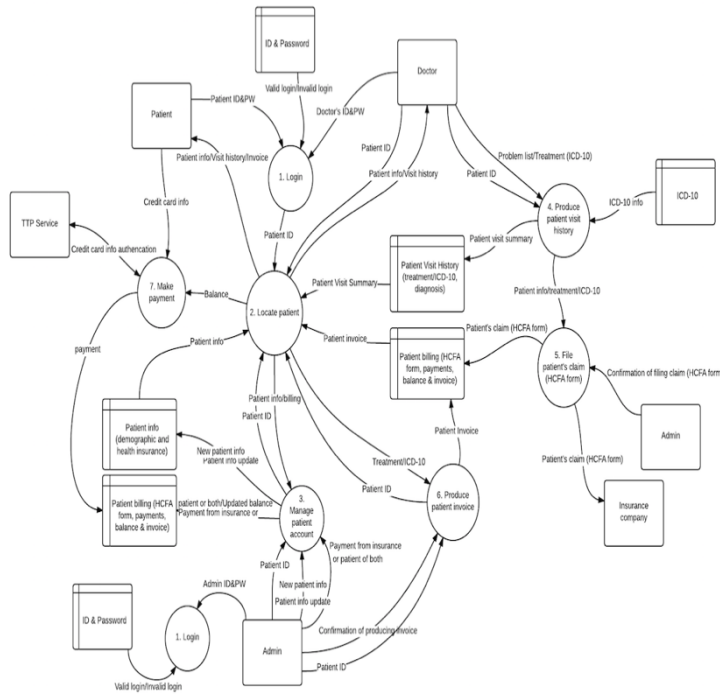 ID & Password
Doctor
Patient
Valid login/Invalid login
Patient ID&PW
Doctor's ID&PW
Patient ID
Problem list/Treatment (ICD-10)
Patient info/Visit history/Invoice
Patient info/Visit history
Patient ID
1. Login
ICD-10
ICD-10 info
4. Produce
patient visit
history
Credit card info
TTP Service
Patient ID
Patient visit summary
Credit card info authencation
Patient Visit History
(treatment/ICD-10,
diagnosis)
7. Make
payment
Balance
Patient Visit Summary
Patient info/treatment/ICD-10
2. Locate patient
Patient's claim (HCFA form)
Patient invoice
payment
Patient info
Patient billing (HCFA
form, payments,
balance & invoice)
5. File
patient's claim
(HCFA form)
Confirmation of filing claim (HCFA form
Patient info/billing
Patient ID
Patient info
(demographic and
health insurance)
Patient Invoice
Admin
New patient info
Patient info update
Treatment/ICD-10
Patient's claim (HCFA form)
Patient ID
Patient billing (HCFA
form, payments,
balance & invoice)
patient or both/Updated balance
Payment from insurance or
3.
Manage
patient
account
6. Produce
patient invoice
Insurance
company
Payment from insurance
or patient of both
Patient ID
New patient info
Patient info update
Admin ID&PW
ID & Password
1. Login
Confirmation of producing invoice
Admin
Patient ID
Valid login/Invalid login